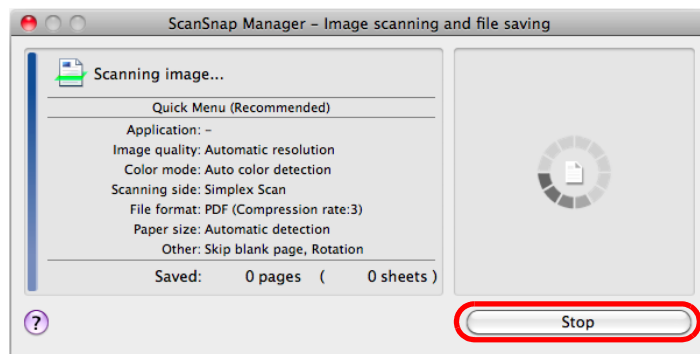 ScanSnap Manager – Image scanning and file saving
Scanning image...
Quick Menu (Recommended)
Application: –
Image quality: Automatic resolution
Color mode: Auto color detection
Scanning side: Simplex Scan
File format: PDF (Compression rate:3)
Paper size: Automatic detection
Other: Skip blank page, Rotation
Saved: 0 pages ( 0 sheets )
?
Stop